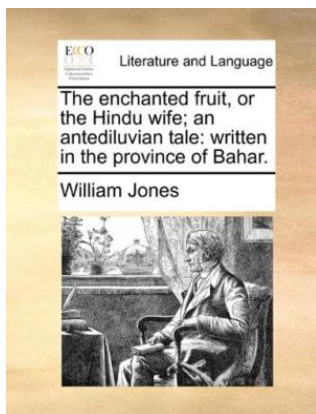 ECCO
Literature and Language
The enchanted fruit, or
the Hindu wife; an
antediluvian tale: written
in the province of Bahar.
William Jones